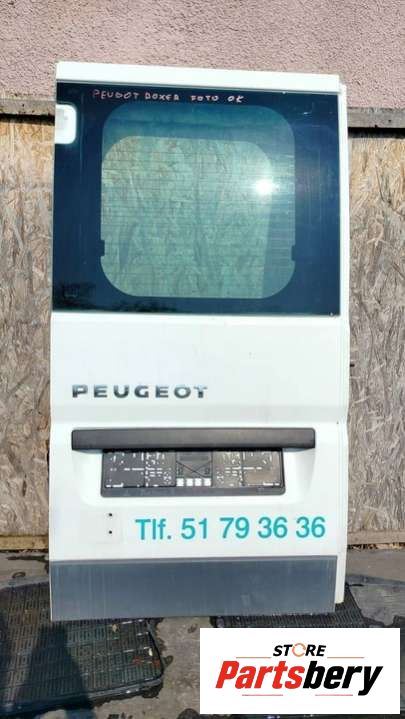 PEUGOT BOXER FOTO OK
PEUGEOT
Tlf. 51 79 36 36
STORE
Partsbery